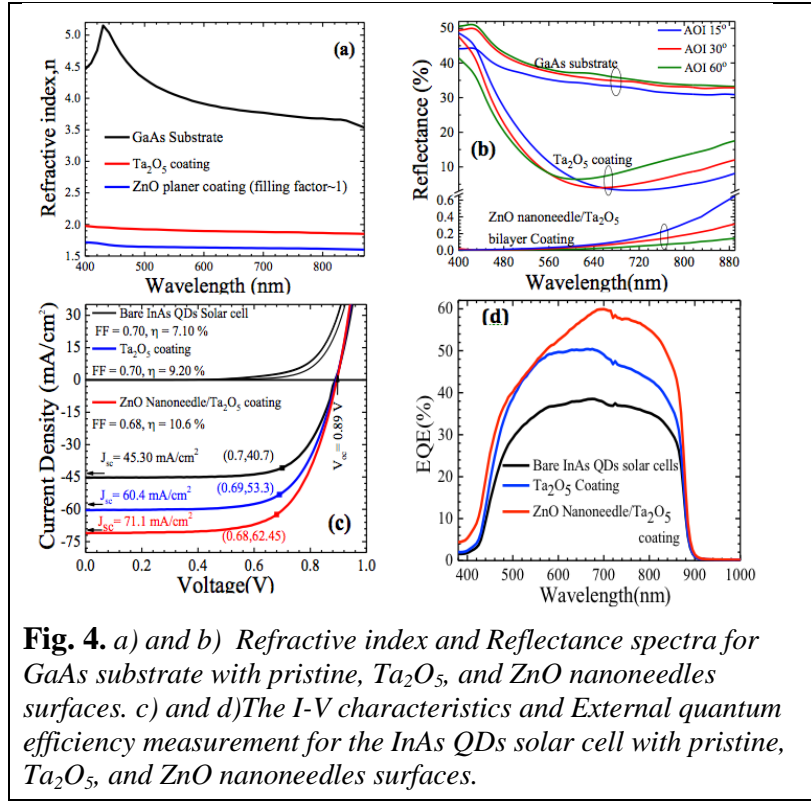 5.0
4.5
4.0
3.5
3.0
2.5
2.0
1.5
Refractive index,n
(a)
GaAs Substrate
Ta₂O₅ coating
ZnO planer coating (filling factor~1)
400 500 600 700 800
Wavelength (nm)
50
40
30
20
10
0.6
0.4
0.2
0.0
Reflectance (%)
AOI 15°
AOI 30°
AOI 60°
GaAs substrate
(b)
Ta₂O₅ coating
ZnO nanoneedle/Ta₂O₅
bilayer Coating
400 480 560 640 720 800 880
Wavelength(nm)
30
15
0
-15
-30
-45
-60
-75
Current Density (mA/cm²)
Bare InAs QDs Solar cell
FF = 0.70, η = 7.10 %
Ta₂O₅ coating
FF = 0.70, η = 9.20 %
ZnO Nanoneedle/Ta₂O₅ coating
FF = 0.68, η = 10.6 %
V_oc = 0.89 V
J_sc = 45.30 mA/cm²
(0.7,40.7)
J_sc = 60.4 mA/cm²
(0.69,53.3)
J_SC = 71.1 mA/cm²
(0.68,62.45)
(c)
0.0 0.2 0.4 0.6 0.8 1.0
Voltage(V)
60
50
40
30
20
10
0
EQE(%)
(d)
Bare InAs QDs solar cells
Ta₂O₅ Coating
ZnO Nanoneedle/Ta₂O₅
coating
400 500 600 700 800 900 1000
Wavelength(nm)
Fig. 4. a) and b) Refractive index and Reflectance spectra for
GaAs substrate with pristine, Ta₂O₅, and ZnO nanoneedles
surfaces. c) and d)The I-V characteristics and External quantum
efficiency measurement for the InAs QDs solar cell with pristine,
Ta₂O₅, and ZnO nanoneedles surfaces.